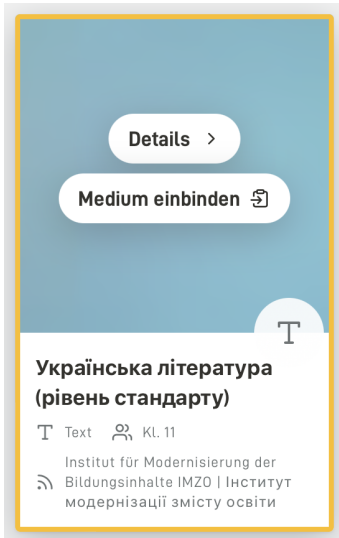 Details
Medium einbinden
T
Українська література
(рівень стандарту)
Text Kl. 11
Institut für Modernisierung der
Bildungsinhalte IMZO | Інститут
модернізації змісту освіти